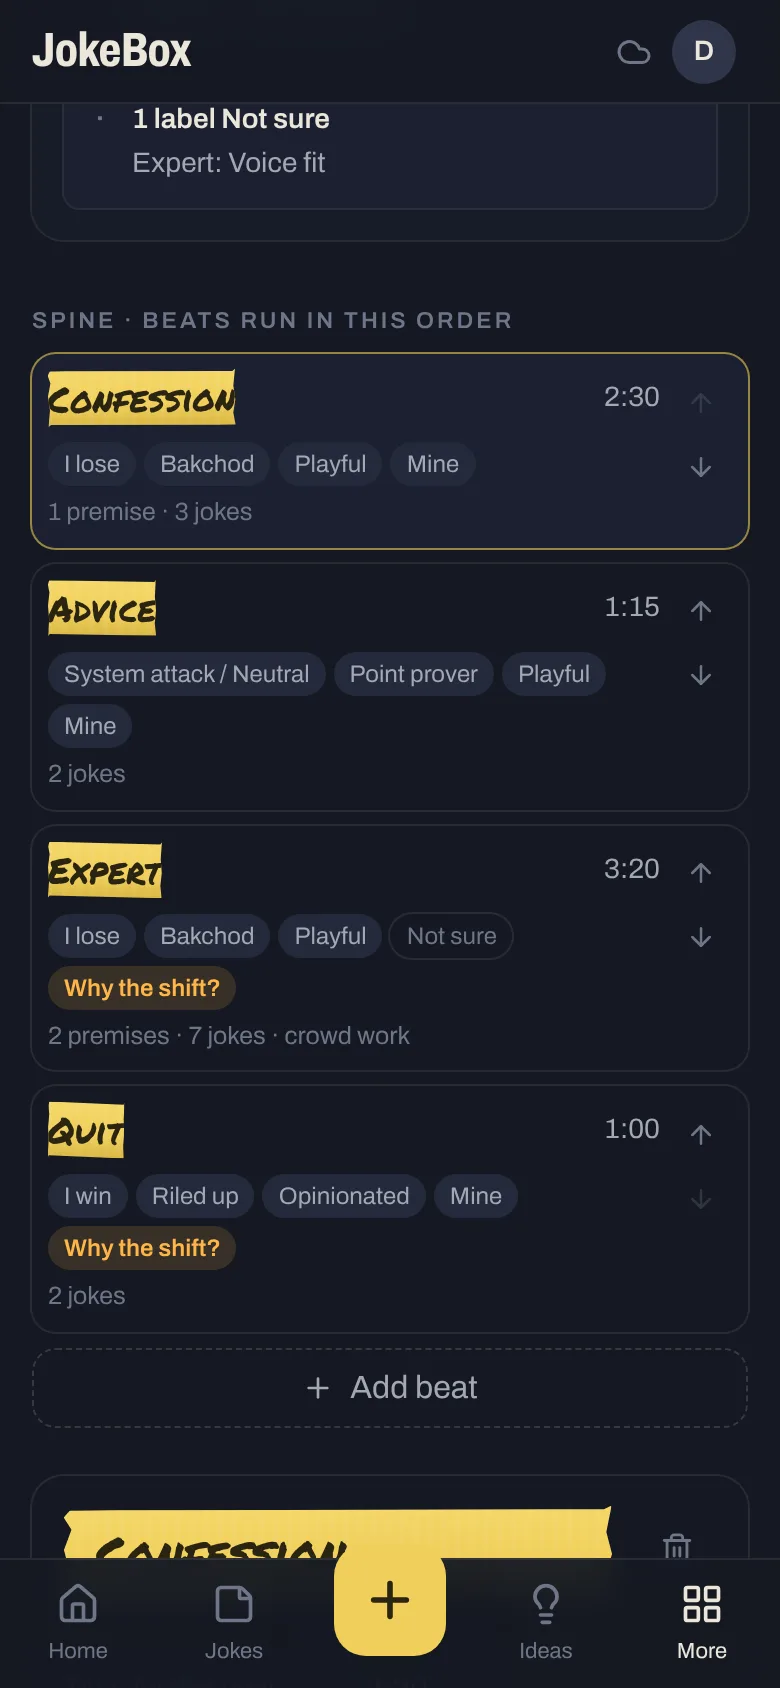 JokeBox
D
· 1 label Not sure
Expert: Voice fit
SPINE · BEATS RUN IN THIS ORDER
CONFESSION 2:30
I lose Bakchod Playful Mine
1 premise · 3 jokes
ADVICE 1:15
System attack / Neutral Point prover Playful
Mine
2 jokes
EXPERT 3:20
I lose Bakchod Playful Not sure
Why the shift?
2 premises · 7 jokes · crowd work
QUIT 1:00
I win Riled up Opinionated Mine
Why the shift?
2 jokes
+ Add beat
CONFESSION
Home Jokes Ideas More